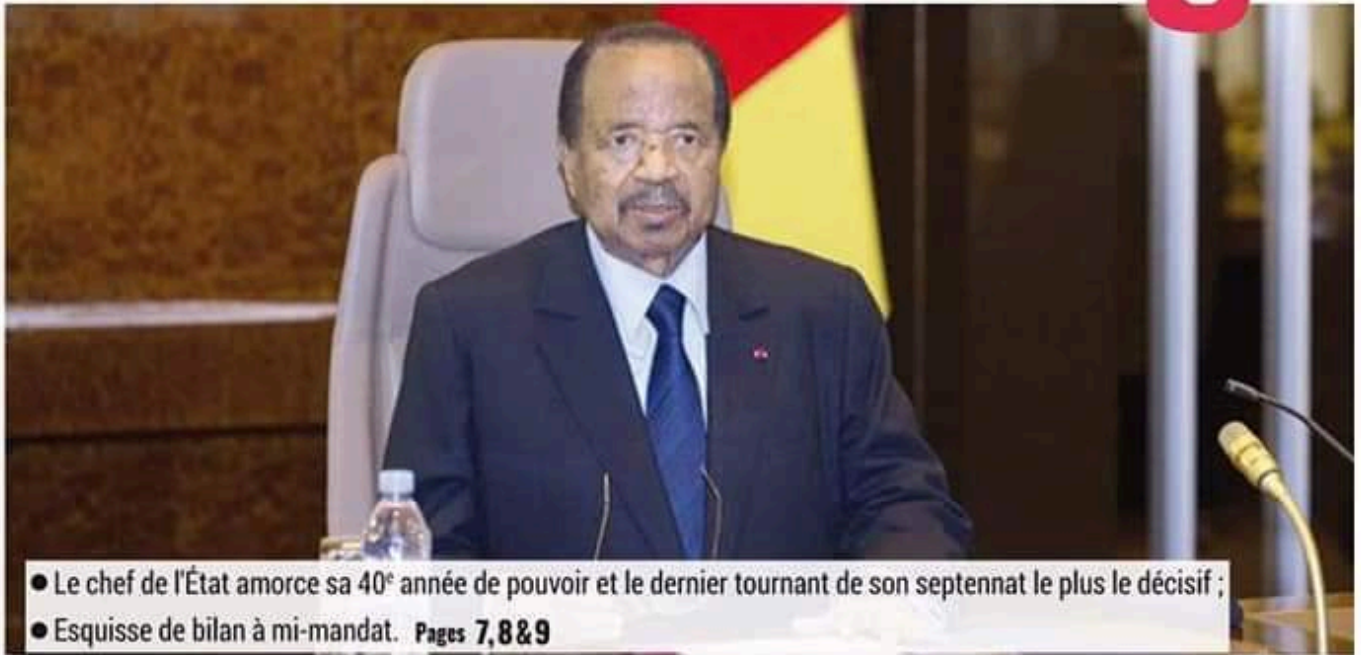 ● Le chef de l'État amorce sa 40e année de pouvoir et le dernier tournant de son septennat le plus le décisif ;
● Esquisse de bilan à mi-mandat. Pages 7,8&9